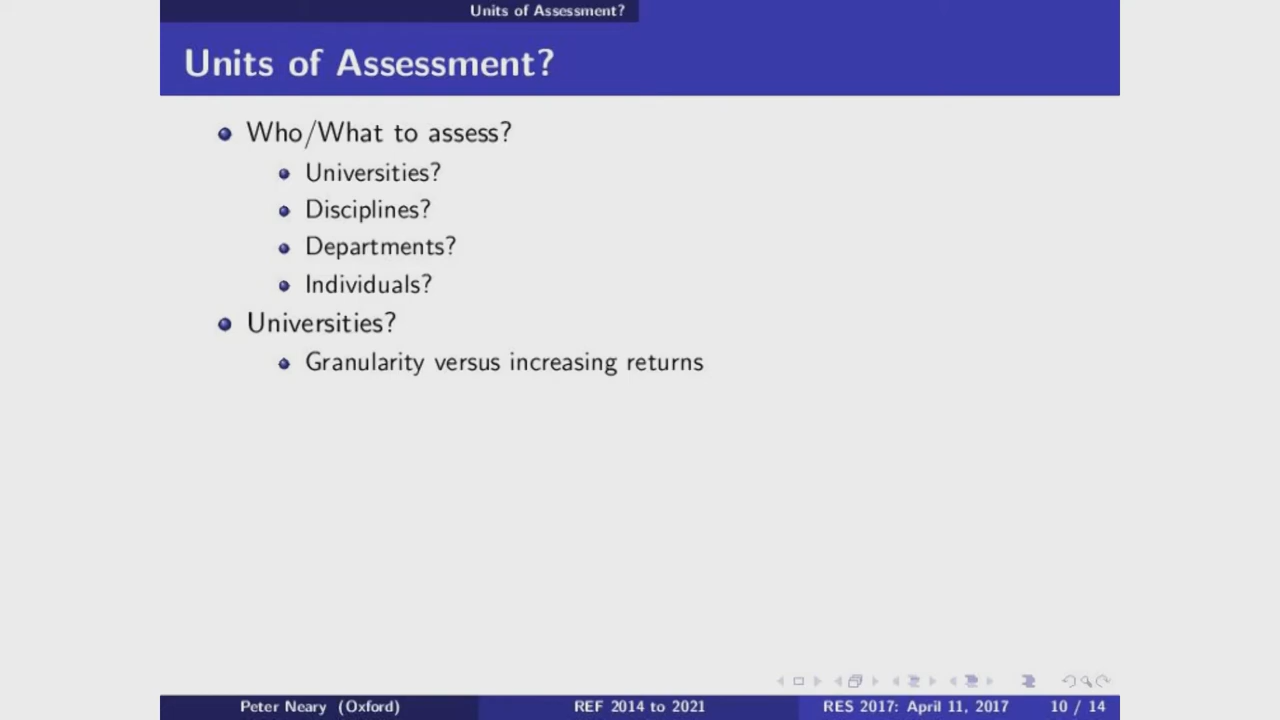 Units of Assessment?
Units of Assessment?
Who/What to assess?
Universities?
Disciplines?
Departments?
Individuals?
Universities?
Granularity versus increasing returns
Peter Neary (Oxford) REF 2014 to 2021 RES 2017: April 11, 2017 10 / 14